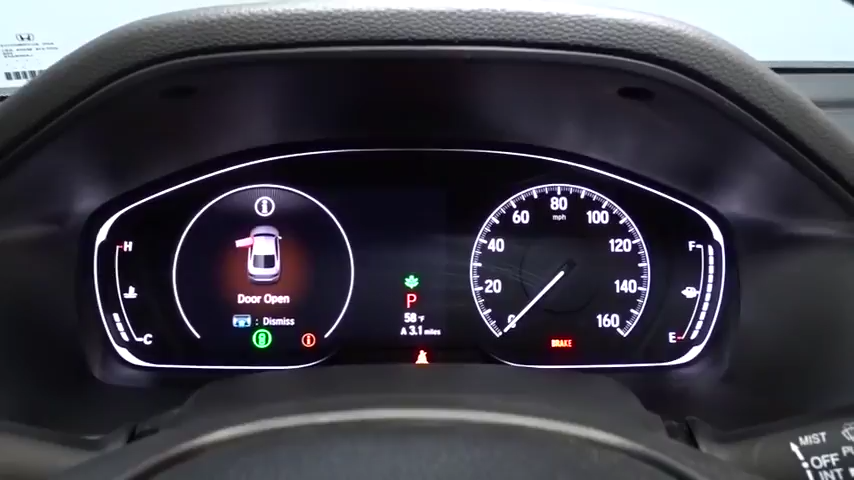 H
C
Door Open
: Dismiss
P
58°F
A 3.1 miles
0
20
40
60
80
100
120
140
160
mph
BRAKE
F
E
MIST
OFF
INT